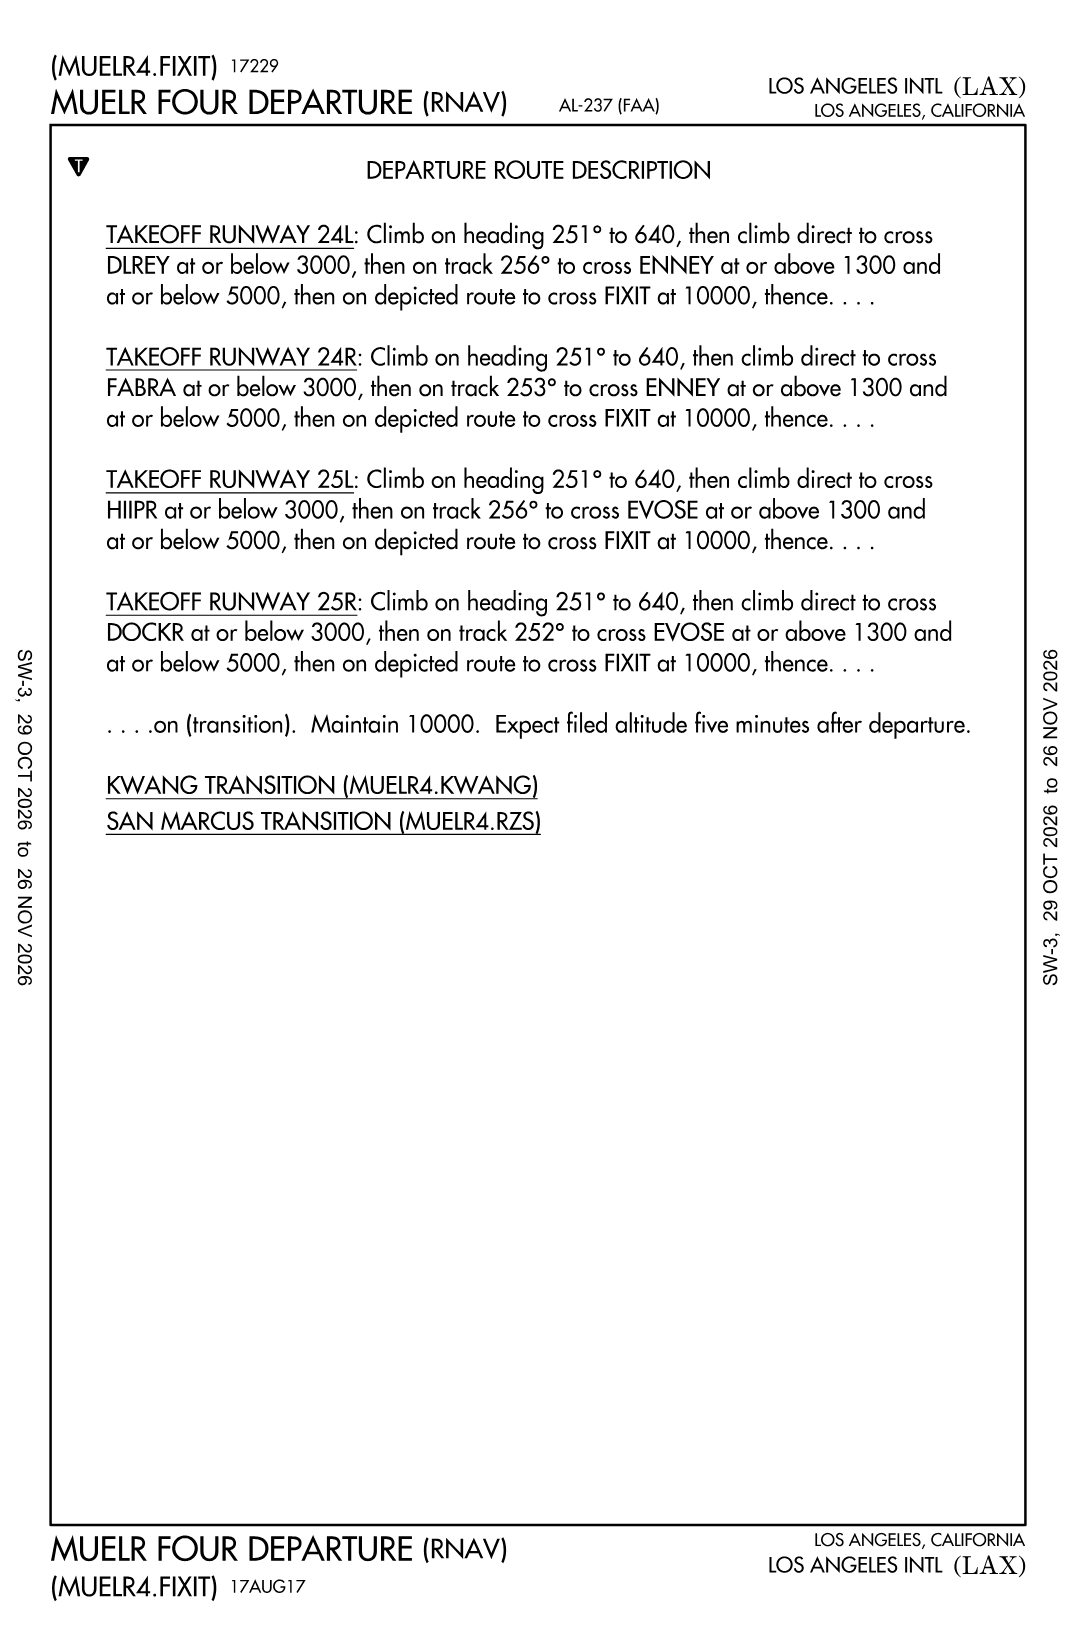 (MUELR4.FIXIT) 17229
MUELR FOUR DEPARTURE (RNAV)
AL-237 (FAA)
LOS ANGELES INTL (LAX)
LOS ANGELES, CALIFORNIA
T
DEPARTURE ROUTE DESCRIPTION
TAKEOFF RUNWAY 24L: Climb on heading 251° to 640, then climb direct to cross
DLREY at or below 3000, then on track 256° to cross ENNEY at or above 1300 and
at or below 5000, then on depicted route to cross FIXIT at 10000, thence. . . .
TAKEOFF RUNWAY 24R: Climb on heading 251° to 640, then climb direct to cross
FABRA at or below 3000, then on track 253° to cross ENNEY at or above 1300 and
at or below 5000, then on depicted route to cross FIXIT at 10000, thence. . . .
TAKEOFF RUNWAY 25L: Climb on heading 251° to 640, then climb direct to cross
HIIPR at or below 3000, then on track 256° to cross EVOSE at or above 1300 and
at or below 5000, then on depicted route to cross FIXIT at 10000, thence. . . .
TAKEOFF RUNWAY 25R: Climb on heading 251° to 640, then climb direct to cross
DOCKR at or below 3000, then on track 252° to cross EVOSE at or above 1300 and
at or below 5000, then on depicted route to cross FIXIT at 10000, thence. . . .
. . . .on (transition). Maintain 10000. Expect filed altitude five minutes after departure.
KWANG TRANSITION (MUELR4.KWANG)
SAN MARCUS TRANSITION (MUELR4.RZS)
SW-3, 29 OCT 2026 to 26 NOV 2026
SW-3, 29 OCT 2026 to 26 NOV 2026
MUELR FOUR DEPARTURE (RNAV)
(MUELR4.FIXIT) 17AUG17
LOS ANGELES, CALIFORNIA
LOS ANGELES INTL (LAX)